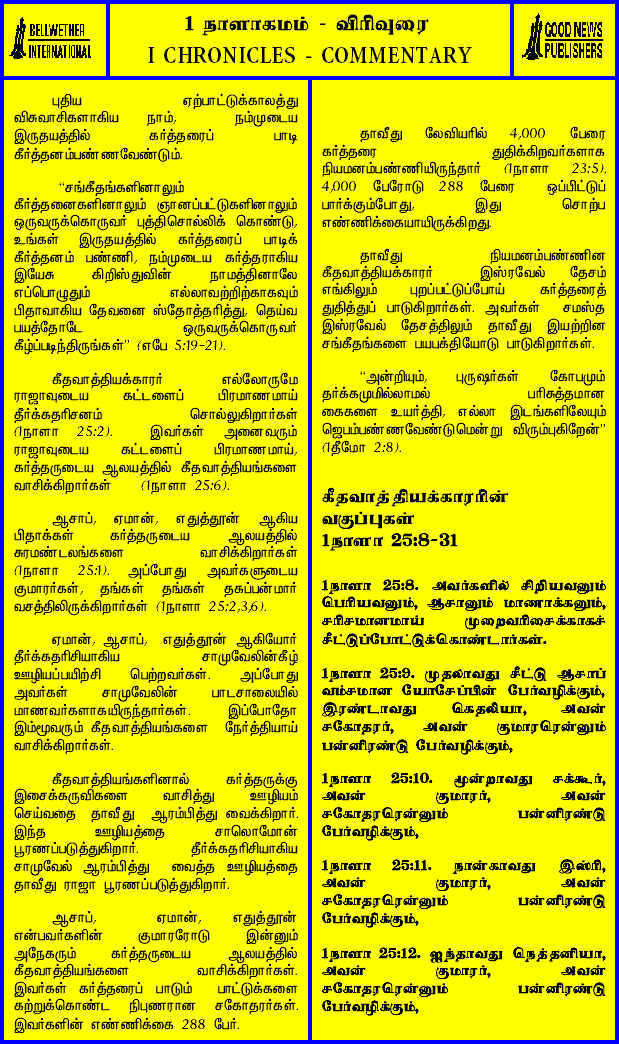 BELLWETHER
INTERNATIONAL
1 நாளாகமம் - விரிவுரை
I CHRONICLES - COMMENTARY
GOOD NEWS
PUBLISHERS
புதிய ஏற்பாட்டுக்காலத்து
விசுவாசிகளாகிய நாம், நம்முடைய
இருதயத்தில் கர்த்தரைப் பாடி
கீர்த்தனம்பண்ணவேண்டும்.
“சங்கீதங்களினாலும்
கீர்த்தனைகளினாலும் ஞானப்பட்டுகளினாலும்
ஒருவருக்கொருவர் புத்திசொல்லிக் கொண்டு,
உங்கள் இருதயத்தில் கர்த்தரைப் பாடிக்
கீர்த்தனம் பண்ணி, நம்முடைய கர்த்தராகிய
இயேசு கிறிஸ்துவின் நாமத்தினாலே
எப்பொழுதும் எல்லாவற்றிற்காகவும்
பிதாவாகிய தேவனை ஸ்தோத்தரித்து, தெய்வ
பயத்தோடே ஒருவருக்கொருவர்
கீழ்ப்படிந்திருங்கள்” (எபே 5:19-21).
கீதவாத்தியக்காரர் எல்லோருமே
ராஜாவுடைய கட்டளைப் பிரமாணமாய்
தீர்க்கதரிசனம் சொல்லுகிறார்கள்
(1நாளா 25:2). இவர்கள் அனைவரும்
ராஜாவுடைய கட்டளைப் பிரமாணமாய்,
கர்த்தருடைய ஆலயத்தில் கீதவாத்தியங்களை
வாசிக்கிறார்கள் (1நாளா 25:6).
ஆசாப், ஏமான், எதுத்தூன் ஆகிய
பிதாக்கள் கர்த்தருடைய ஆலயத்தில்
சுரமண்டலங்களை வாசிக்கிறார்கள்
(1நாளா 25:1). அப்போது அவர்களுடைய
குமாரர்கள், தங்கள் தங்கள் தகப்பன்மார்
வசத்திலிருக்கிறார்கள் (1நாளா 25:2,3,6).
ஏமான், ஆசாப், எதுத்தூன் ஆகியோர்
தீர்க்கதரிசியாகிய சாமுவேலின்கீழ்
ஊழியப்பயிற்சி பெற்றவர்கள். அப்போது
அவர்கள் சாமுவேலின் பாடசாலையில்
மாணவர்களாகயிருந்தார்கள். இப்போதோ
இம்மூவரும் கீதவாத்தியங்களை நேர்த்தியாய்
வாசிக்கிறார்கள்.
கீதவாத்தியங்களினால் கர்த்தருக்கு
இசைக்கருவிகளை வாசித்து ஊழியம்
செய்வதை தாவீது ஆரம்பித்து வைக்கிறார்.
இந்த ஊழியத்தை சாலொமோன்
பூரணப்படுத்துகிறார். தீர்க்கதரிசியாகிய
சாமுவேல் ஆரம்பித்து வைத்த ஊழியத்தை
தாவீது ராஜா பூரணப்படுத்துகிறார்.
ஆசாப், ஏமான், எதுத்தூன்
என்பவர்களின் குமாரரோடு இன்னும்
அநேகரும் கர்த்தருடைய ஆலயத்தில்
கீதவாத்தியங்களை வாசிக்கிறார்கள்.
இவர்கள் கர்த்தரைப் பாடும் பாட்டுக்களை
கற்றுக்கொண்ட நிபுணரான சகோதரர்கள்.
இவர்களின் எண்ணிக்கை 288 பேர்.
தாவீது லேவியரில் 4,000 பேரை
கர்த்தரை துதிக்கிறவர்களாக
நியமனம்பண்ணியிருந்தார் (1நாளா 23:5).
4,000 பேரோடு 288 பேரை ஒப்பிட்டுப்
பார்க்கும்போது, இது சொற்ப
எண்ணிக்கையாயிருக்கிறது.
தாவீது நியமனம்பண்ணின
கீதவாத்தியக்காரர் இஸ்ரவேல் தேசம்
எங்கிலும் புறப்பட்டுப்போய் கர்த்தரைத்
துதித்துப் பாடுகிறார்கள். அவர்கள் சமஸ்த
இஸ்ரவேல் தேசத்திலும் தாவீது இயற்றின
சங்கீதங்களை பயபக்தியோடு பாடுகிறார்கள்.
“அன்றியும், புருஷர்கள் கோபமும்
தர்க்கமுமில்லாமல் பரிசுத்தமான
கைகளை உயர்த்தி, எல்லா இடங்களிலேயும்
ஜெபம்பண்ணவேண்டுமென்று விரும்புகிறேன்”
(1தீமோ 2:8).
கீதவாத்தியக்காரரின்
வகுப்புகள்
1நாளா 25:8-31
1நாளா 25:8. அவர்களில் சிறியவனும்
பெரியவனும், ஆசானும் மாணாக்கனும்,
சரிசமானமாய் முறைவரிசைக்காகச்
சீட்டுப்போட்டுக்கொண்டார்கள்.
1நாளா 25:9. முதலாவது சீட்டு ஆசாப்
வம்சமான யோசேப்பின் பேர்வழிக்கும்,
இரண்டாவது கெதலியா, அவன்
சகோதரர், அவன் குமாரரென்னும்
பன்னிரண்டு பேர்வழிக்கும்,
1நாளா 25:10. மூன்றாவது சக்கூர்,
அவன் குமாரர், அவன்
சகோதரரென்னும் பன்னிரண்டு
பேர்வழிக்கும்,
1நாளா 25:11. நான்காவது இஸ்ரி,
அவன் குமாரர், அவன்
சகோதரரென்னும் பன்னிரண்டு
பேர்வழிக்கும்,
1நாளா 25:12. ஐந்தாவது நெத்தனியா,
அவன் குமாரர், அவன்
சகோதரரென்னும் பன்னிரண்டு
பேர்வழிக்கும்,